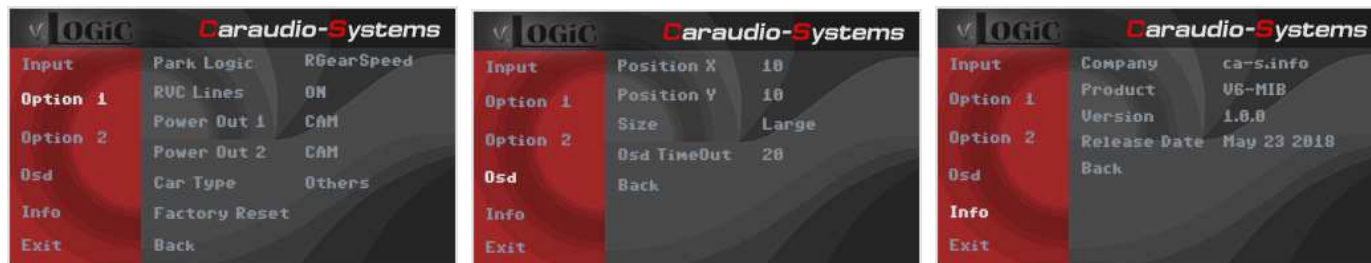 v.LOGiC Caraudio-Systems
Input Park Logic RGearSpeed
Option 1 RVC Lines ON
Power Out 1 CAM
Option 2 Power Out 2 CAM
Osd Car Type Others
Info Factory Reset
Exit Back
v.LOGiC Caraudio-Systems
Input Position X 10
Option 1 Position Y 10
Option 2 Size Large
Osd TimeOut 20
Osd Back
Info
Exit
v.LOGiC Caraudio-Systems
Input Company ca-s.info
Option 1 Product V6-MIB
Option 2 Version 1.0.0
Release Date May 23 2018
Osd Back
Info
Exit